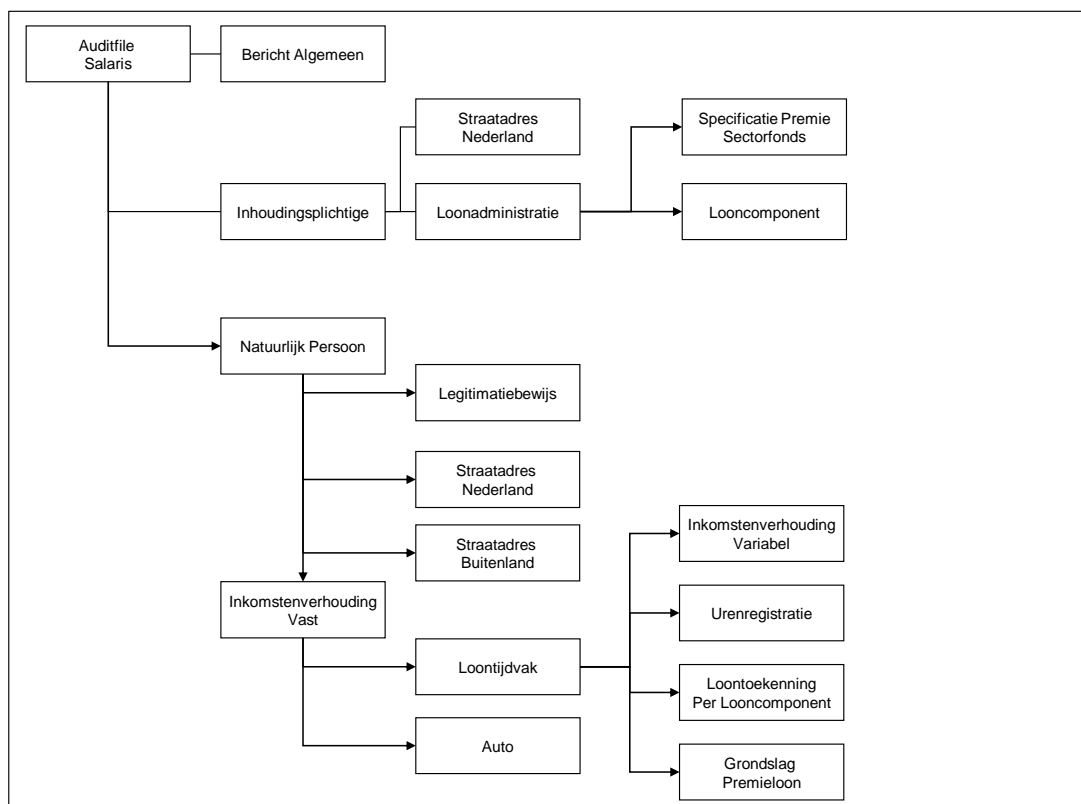 Auditfile
Salaris
Bericht Algemeen
Straatadres
Nederland
Specificatie Premie
Sectorfonds
Inhoudingsplichtige
Loonadministratie
Looncomponent
Natuurlijk Persoon
Legitimatiebewijs
Straatadres
Nederland
Straatadres
Buitenland
Inkomstenverhouding
Variabel
Inkomstenverhouding
Vast
Urenregistratie
Loontijdvak
Loontoekenning
Per Looncomponent
Auto
Grondslag
Premieloon